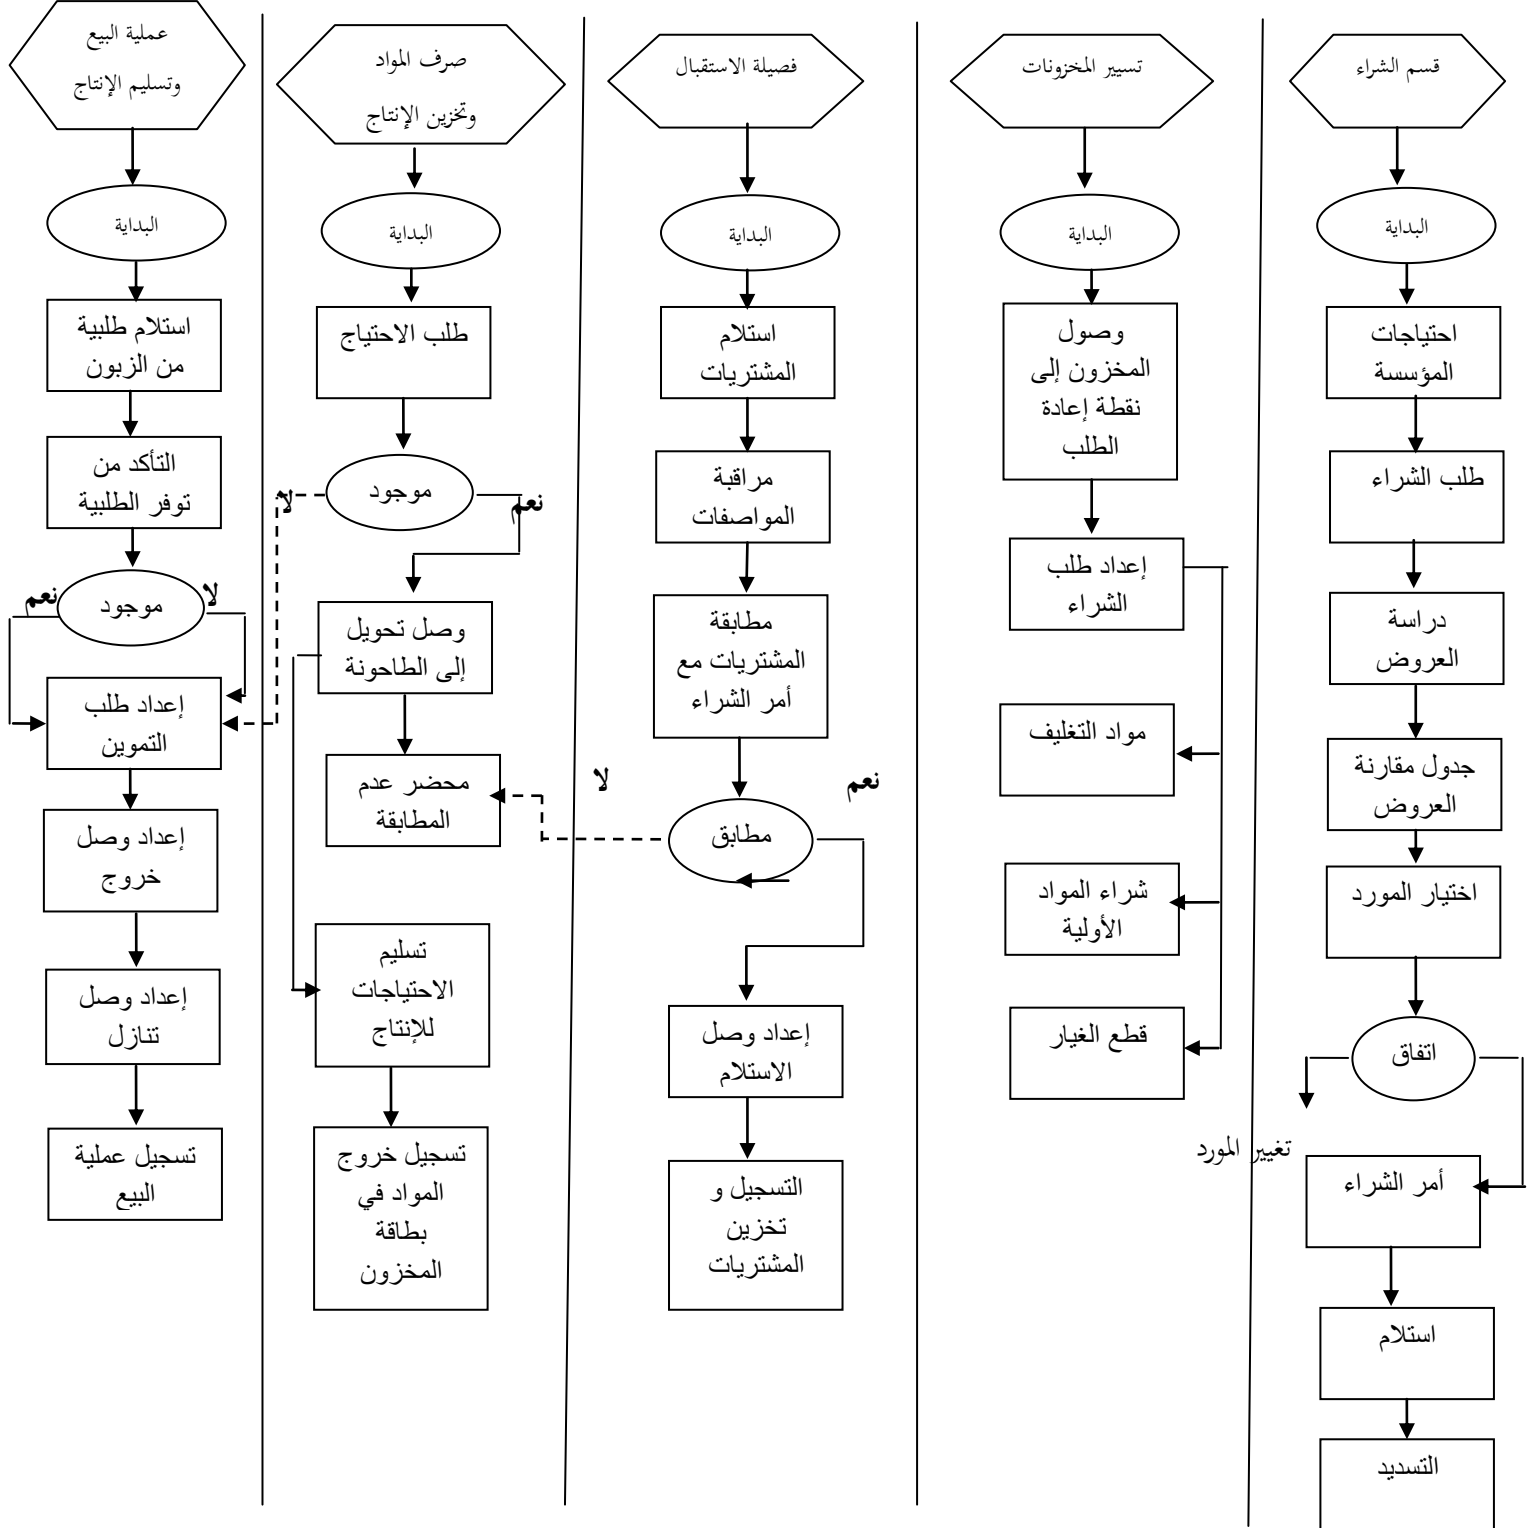 قسم الشراء
البداية
احتياجات
المؤسسة
طلب الشراء
دراسة
العروض
جدول مقارنة
العروض
اختيار المورد
اتفاق
تغيير المورد
أمر الشراء
استلام
التسديد
تسيير المخزونات
البداية
وصول
المخزون إلى
نقطة إعادة
الطلب
إعداد طلب
الشراء
مواد التغليف
شراء المواد
الأولية
قطع الغيار
فصيلة الاستقبال
البداية
استلام
المشتريات
مراقبة
المواصفات
مطابقة
المشتريات مع
أمر الشراء
نعم
لا
مطابق
إعداد وصل
الاستلام
التسجيل و
تخزين
المشتريات
صرف المواد
وتخزين الإنتاج
البداية
طلب الاحتياج
موجود
نعم
لا
وصل تحويل
إلى الطاحونة
محضر عدم
المطابقة
تسليم
الاحتياجات
للإنتاج
تسجيل خروج
المواد في
بطاقة
المخزون
عملية البيع
وتسليم الإنتاج
البداية
استلام طلبية
من الزبون
التأكد من
توفر الطلبية
لا
موجود
نعم
إعداد طلب
التموين
إعداد وصل
خروج
إعداد وصل
تنازل
تسجيل عملية
البيع